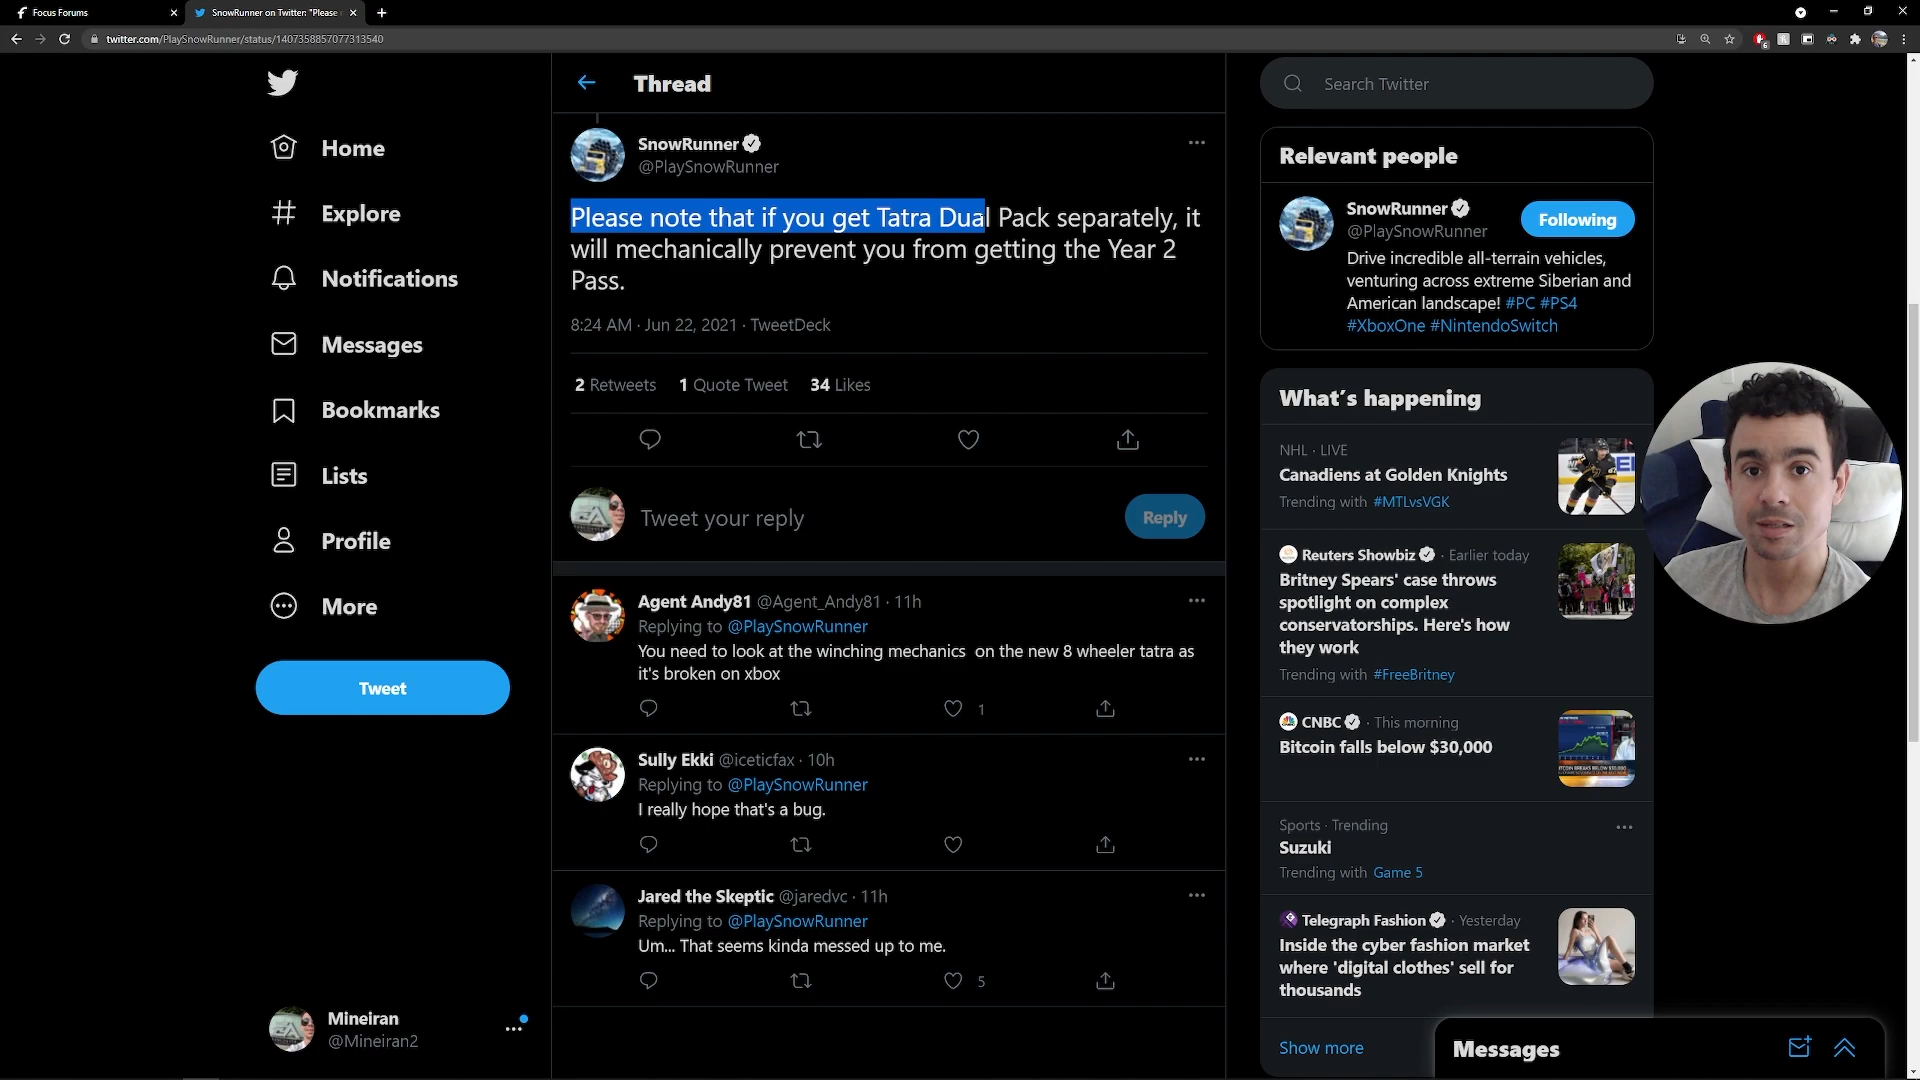 Focus Forums
SnowRunner on Twitter: "Please
twitter.com/PlaySnowRunner/status/1407358857077313540
Home
Explore
Notifications
Messages
Bookmarks
Lists
Profile
More
Tweet
Mineiran
@Mineiran2
Thread
SnowRunner
@PlaySnowRunner
Please note that if you get Tatra Dual Pack separately, it
will mechanically prevent you from getting the Year 2
Pass.
8:24 AM · Jun 22, 2021 · TweetDeck
2 Retweets 1 Quote Tweet 34 Likes
Tweet your reply
Reply
Agent Andy81 @Agent_Andy81 · 11h
Replying to @PlaySnowRunner
You need to look at the winching mechanics on the new 8 wheeler tatra as
it's broken on xbox
1
Sully Ekki @iceticfax · 10h
Replying to @PlaySnowRunner
I really hope that's a bug.
Jared the Skeptic @jaredvc · 11h
Replying to @PlaySnowRunner
Um... That seems kinda messed up to me.
5
Search Twitter
Relevant people
SnowRunner
@PlaySnowRunner
Following
Drive incredible all-terrain vehicles,
venturing across extreme Siberian and
American landscape! #PC #PS4
#XboxOne #NintendoSwitch
What's happening
NHL · LIVE
Canadiens at Golden Knights
Trending with #MTLvsVGK
Reuters Showbiz · Earlier today
Britney Spears' case throws
spotlight on complex
conservatorships. Here's how
they work
Trending with #FreeBritney
CNBC · This morning
Bitcoin falls below $30,000
Sports · Trending
Suzuki
Trending with Game 5
Telegraph Fashion · Yesterday
Inside the cyber fashion market
where 'digital clothes' sell for
thousands
Show more
Messages